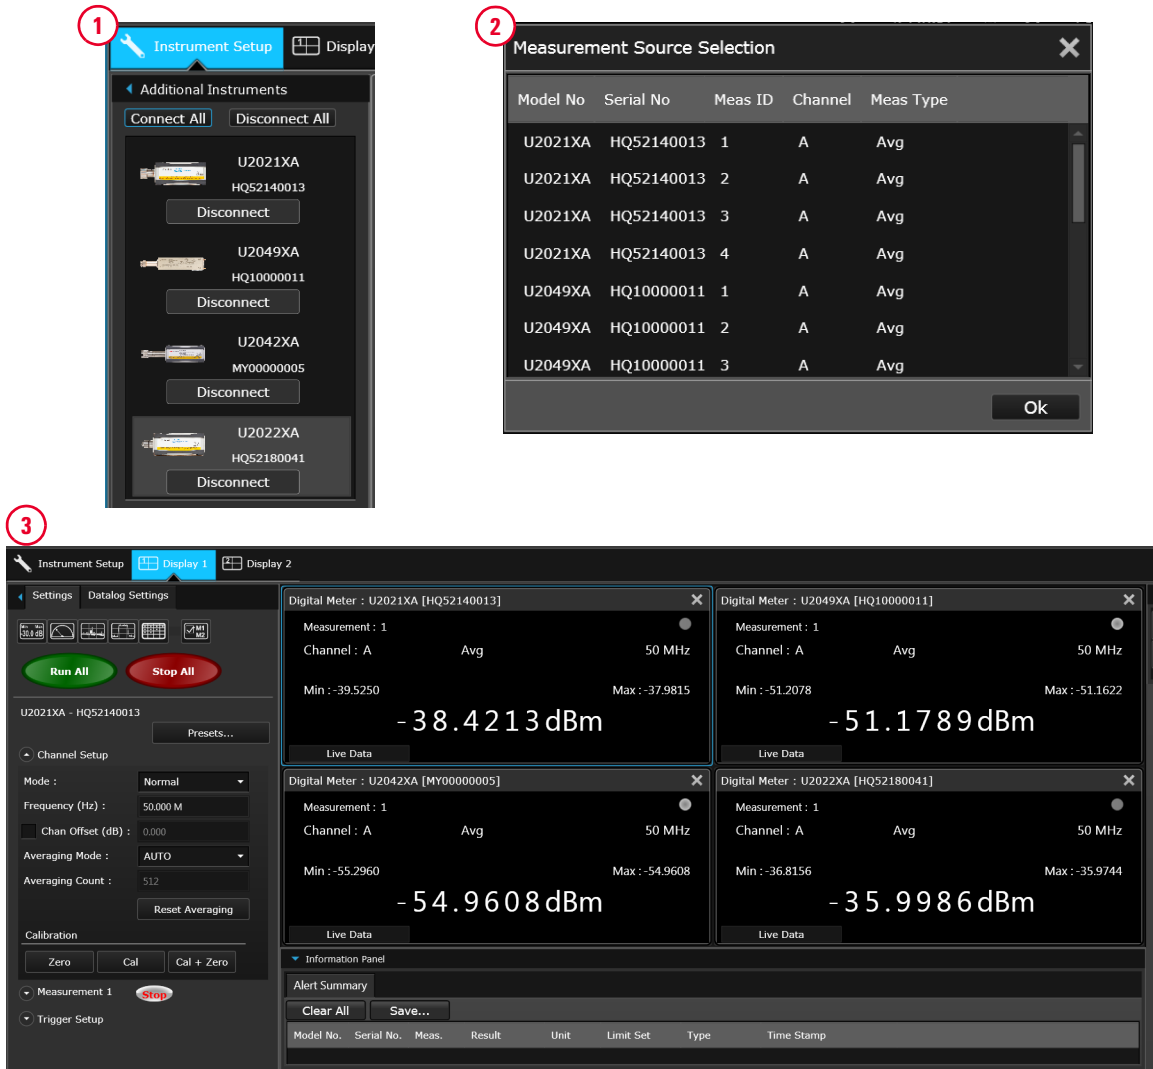 1
Instrument Setup
Display
Additional Instruments
Connect All
Disconnect All
U2021XA
HQ52140013
Disconnect
U2049XA
HQ10000011
Disconnect
U2042XA
MY00000005
Disconnect
U2022XA
HQ52180041
Disconnect
2
Measurement Source Selection
Model No Serial No Meas ID Channel Meas Type
U2021XA HQ52140013 1 A Avg
U2021XA HQ52140013 2 A Avg
U2021XA HQ52140013 3 A Avg
U2021XA HQ52140013 4 A Avg
U2049XA HQ10000011 1 A Avg
U2049XA HQ10000011 2 A Avg
U2049XA HQ10000011 3 A Avg
Ok
3
Instrument Setup
1 Display 1
2 Display 2
Settings Datalog Settings
M1
M2
Run All
Stop All
U2021XA - HQ52140013
Presets...
Channel Setup
Mode : Normal
Frequency (Hz) : 50.000 M
Chan Offset (dB) : 0.000
Averaging Mode : AUTO
Averaging Count : 512
Reset Averaging
Calibration
Zero Cal Cal + Zero
Measurement 1 Stop
Trigger Setup
Digital Meter : U2021XA [HQ52140013]
Measurement : 1
Channel : A Avg 50 MHz
Min :-39.5250 Max :-37.9815
-38.4213dBm
Live Data
Digital Meter : U2049XA [HQ10000011]
Measurement : 1
Channel : A Avg 50 MHz
Min :-51.2078 Max :-51.1622
-51.1789dBm
Live Data
Digital Meter : U2042XA [MY00000005]
Measurement : 1
Channel : A Avg 50 MHz
Min :-55.2960 Max :-54.9608
-54.9608dBm
Live Data
Digital Meter : U2022XA [HQ52180041]
Measurement : 1
Channel : A Avg 50 MHz
Min :-36.8156 Max :-35.9744
-35.9986dBm
Live Data
Information Panel
Alert Summary
Clear All Save...
Model No. Serial No. Meas. Result Unit Limit Set Type Time Stamp